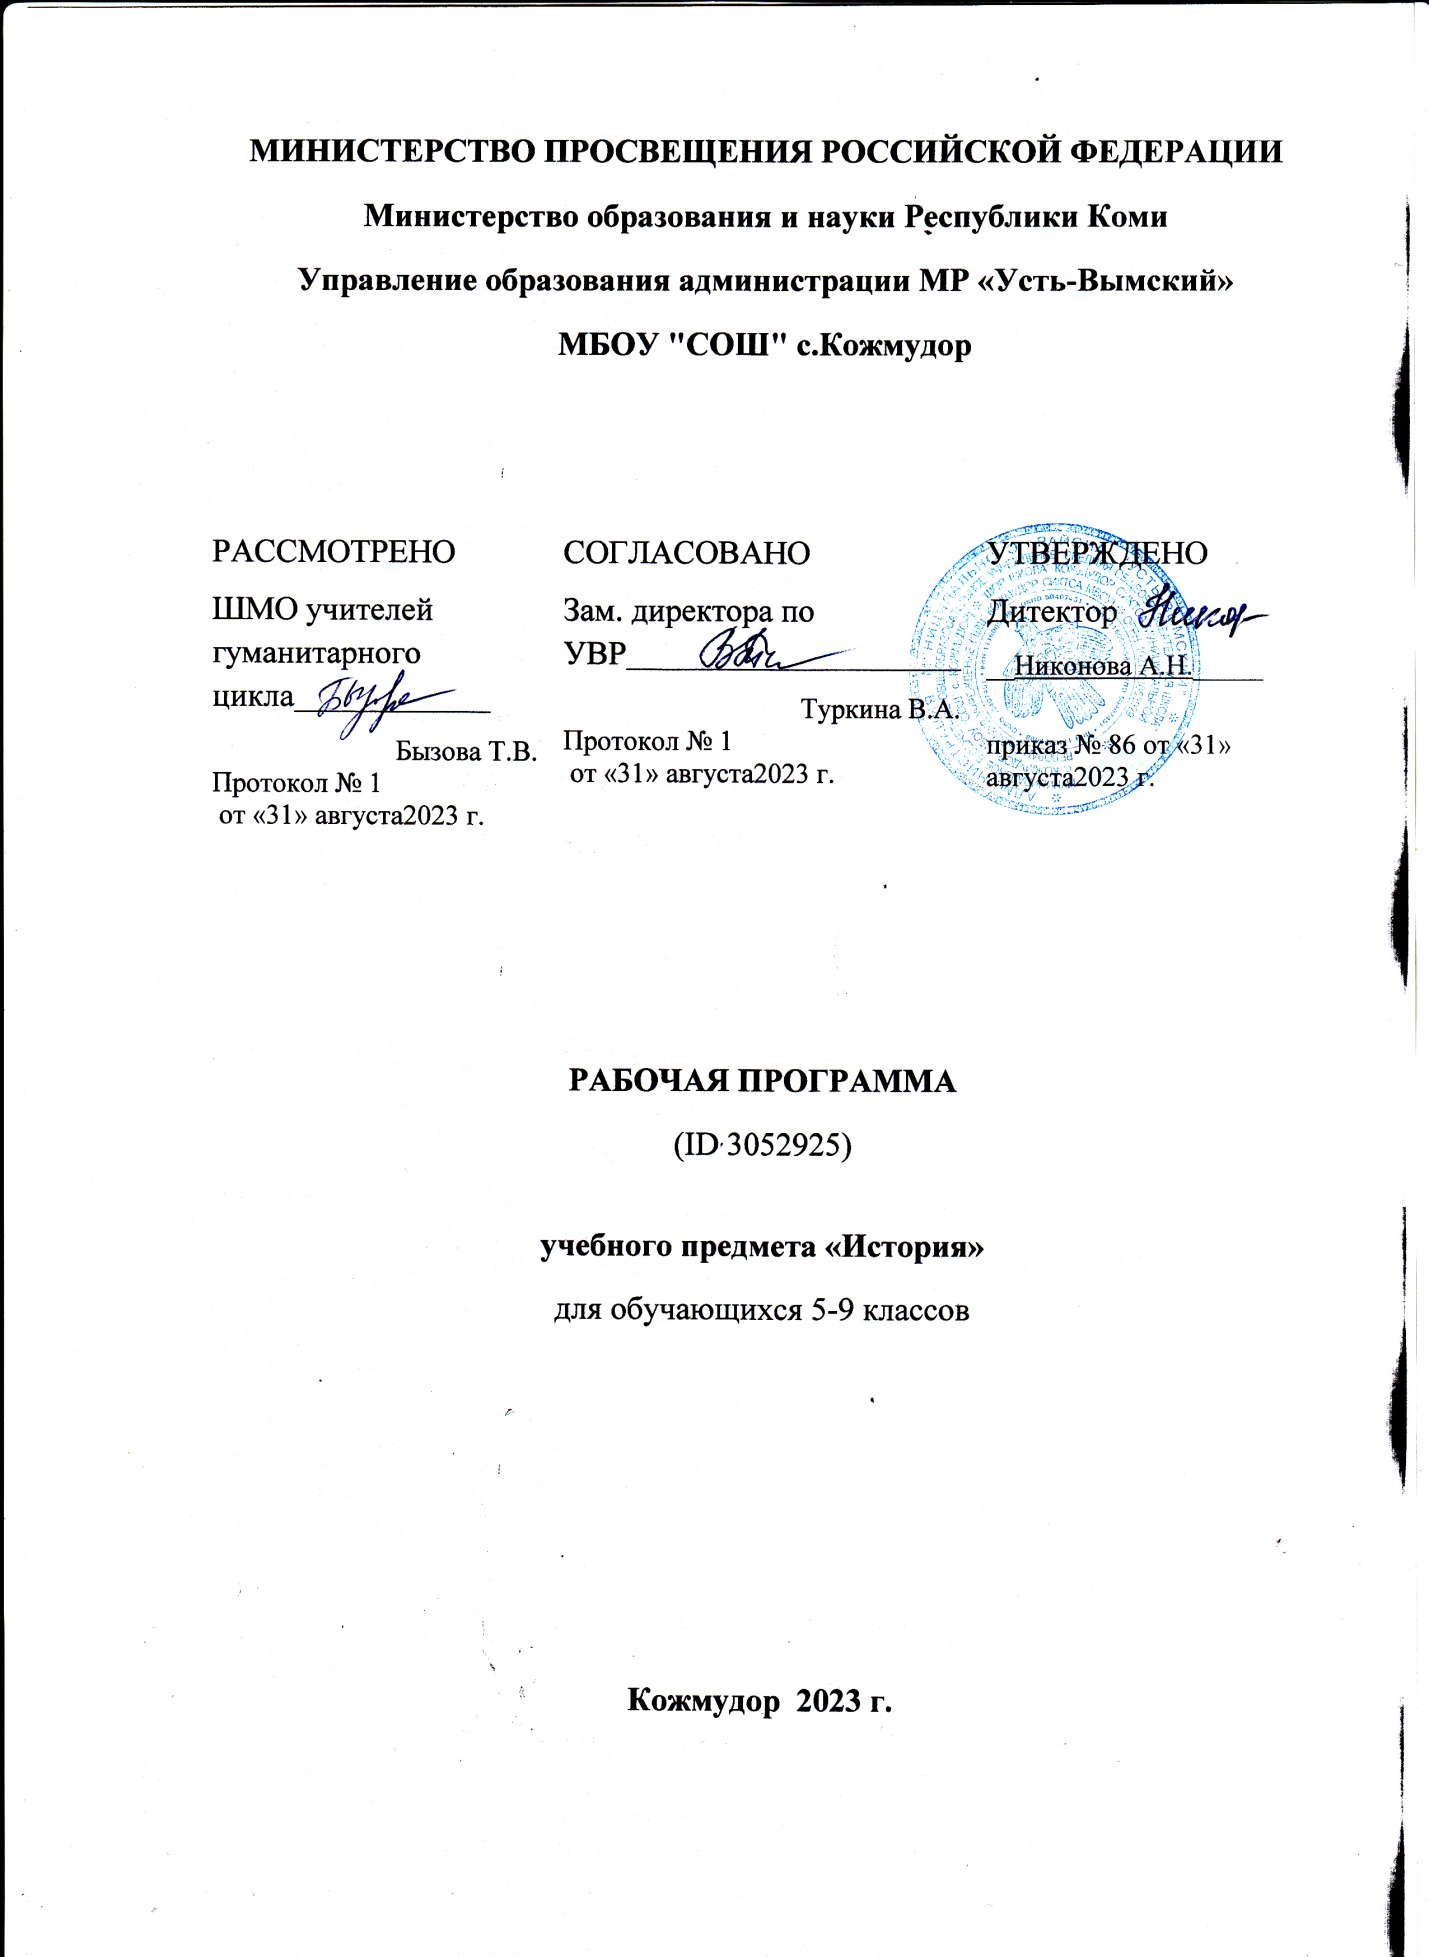 МИНИСТЕРСТВО ПРОСВЕЩЕНИЯ РОССИЙСКОЙ ФЕДЕРАЦИИ
Министерство образования и науки Республики Коми
Управление образования администрации МР «Усть-Вымский»
МБОУ "СОШ" с.Кожмудор
РАССМОТРЕНО
ШМО учителей
гуманитарного
цикла
Бызова Т.В.
Протокол № 1
от «31» августа2023 г.
СОГЛАСОВАНО
Зам. директора по
УВР
Туркина В.А.
Протокол № 1
от «31» августа2023 г.
УТВЕРЖДЕНО
Дитектор
Никонова А.Н.
приказ № 86 от «31»
августа2023 г.
РАБОЧАЯ ПРОГРАММА
(ID 3052925)
учебного предмета «История»
для обучающихся 5-9 классов
Кожмудор 2023 г.